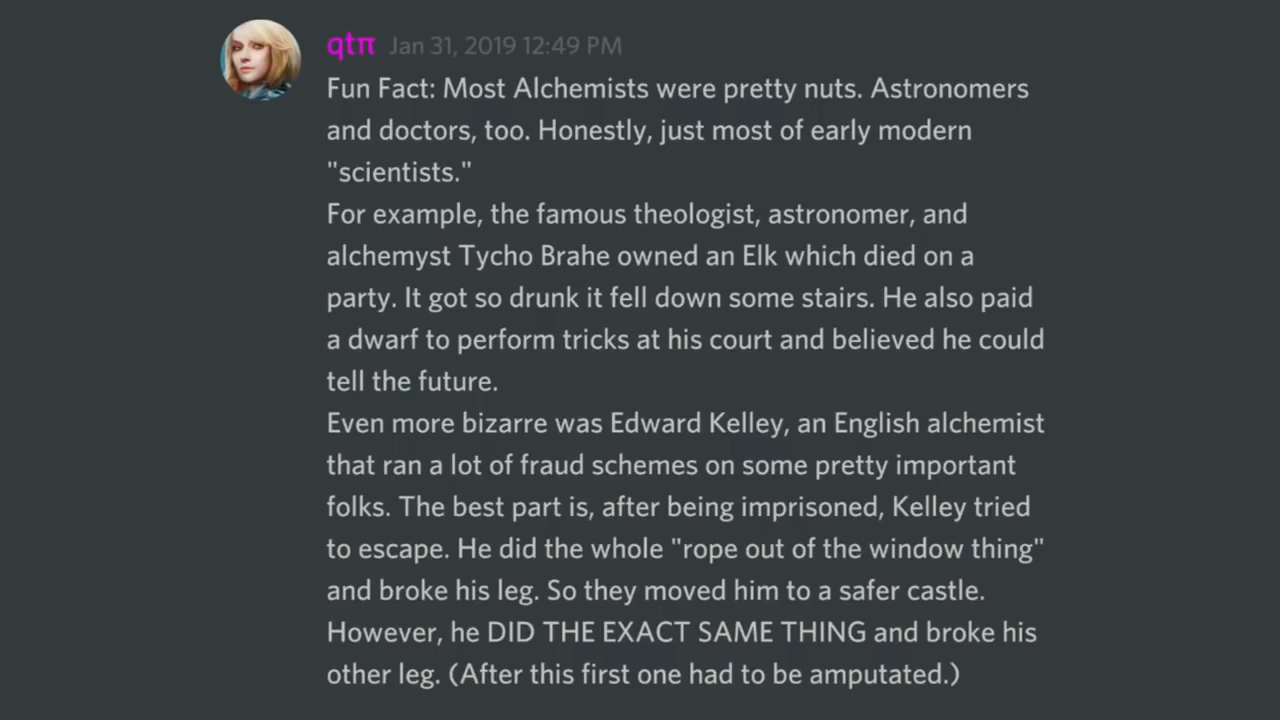 qtπ Jan 31, 2019 12:49 PM
Fun Fact: Most Alchemists were pretty nuts. Astronomers
and doctors, too. Honestly, just most of early modern
"scientists."
For example, the famous theologist, astronomer, and
alchemyst Tycho Brahe owned an Elk which died on a
party. It got so drunk it fell down some stairs. He also paid
a dwarf to perform tricks at his court and believed he could
tell the future.
Even more bizarre was Edward Kelley, an English alchemist
that ran a lot of fraud schemes on some pretty important
folks. The best part is, after being imprisoned, Kelley tried
to escape. He did the whole "rope out of the window thing"
and broke his leg. So they moved him to a safer castle.
However, he DID THE EXACT SAME THING and broke his
other leg. (After this first one had to be amputated.)